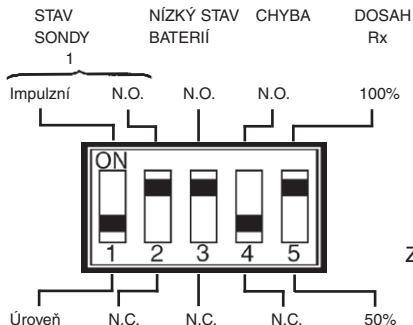 STAV NÍZKÝ STAV CHYBA DOSAH
SONDY BATERIÍ Rx
1
Impulzní N.O. N.O. N.O. 100%
ON
1 2 3 4 5
Z
Úroveň N.C. N.C. N.C. 50%